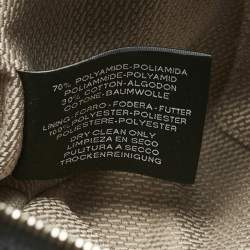 70% POLYAMIDE-POLIAMIDA
POLIAMMIDE-POLYAMID
30% COTTON-ALGODON
COTONE-BAUMWOLLE
LINING-FORRO-FODERA-FUTTER
100% POLYESTER-POLIESTER
POLIESTERE-POLYESTER
DRY CLEAN ONLY
LIMPIEZA EN SECO
PULITURA A SECCO
TROCKENREINIGUNG